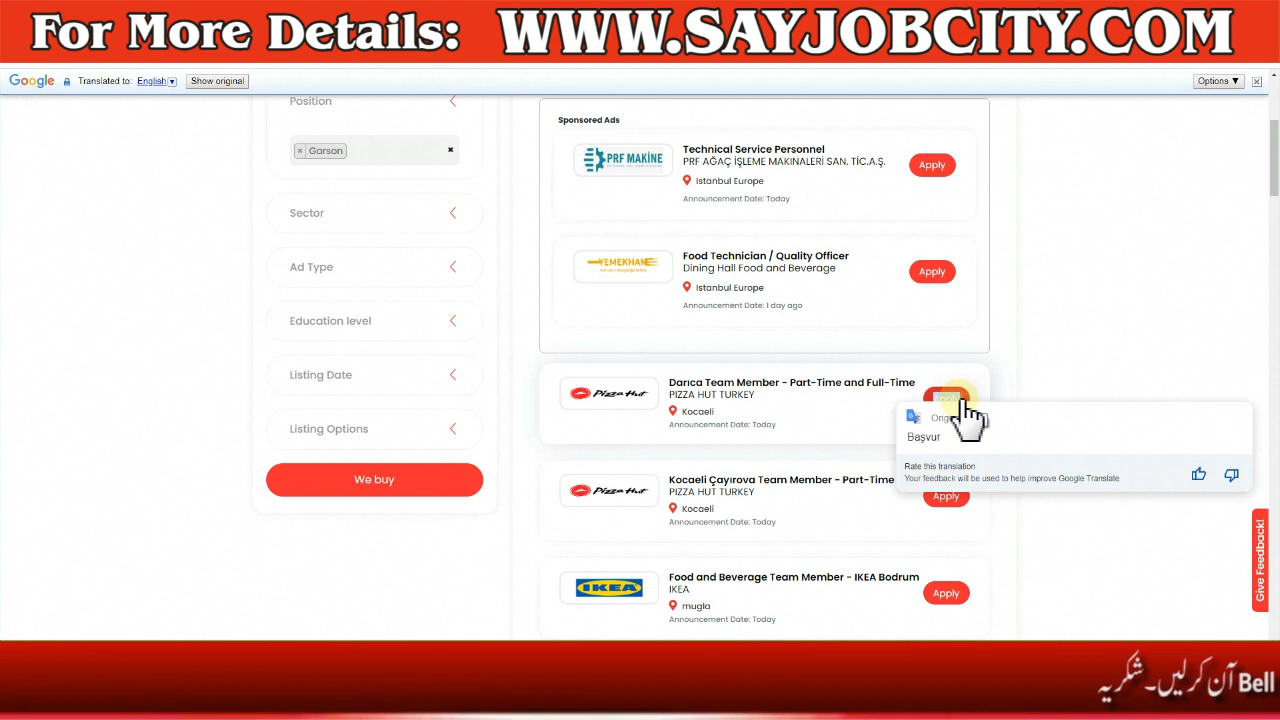 For More Details: WWW.SAYJOBCITY.COM
Google Translated to: English Show original Options ▼
Position
× Garson ×
Sector
Ad Type
Education level
Listing Date
Listing Options
We buy
Sponsored Ads
PRF MAKİNE
Technical Service Personnel
PRF AĞAÇ İŞLEME MAKINALERİ SAN. TİC.A.Ş.
Istanbul Europe
Announcement Date: Today
Apply
YEMEKHANE
Food Technician / Quality Officer
Dining Hall Food and Beverage
Istanbul Europe
Announcement Date: 1 day ago
Apply
Pizza Hut
Darıca Team Member - Part-Time and Full-Time
PIZZA HUT TURKEY
Kocaeli
Announcement Date: Today
Başvur
Rate this translation
Your feedback will be used to help improve Google Translate
Pizza Hut
Kocaeli Çayırova Team Member - Part-Time
PIZZA HUT TURKEY
Kocaeli
Announcement Date: Today
Apply
IKEA
Food and Beverage Team Member - IKEA Bodrum
IKEA
mugla
Announcement Date: Today
Apply
Give Feedback!
Bell آن کرلیں۔ شکریہ